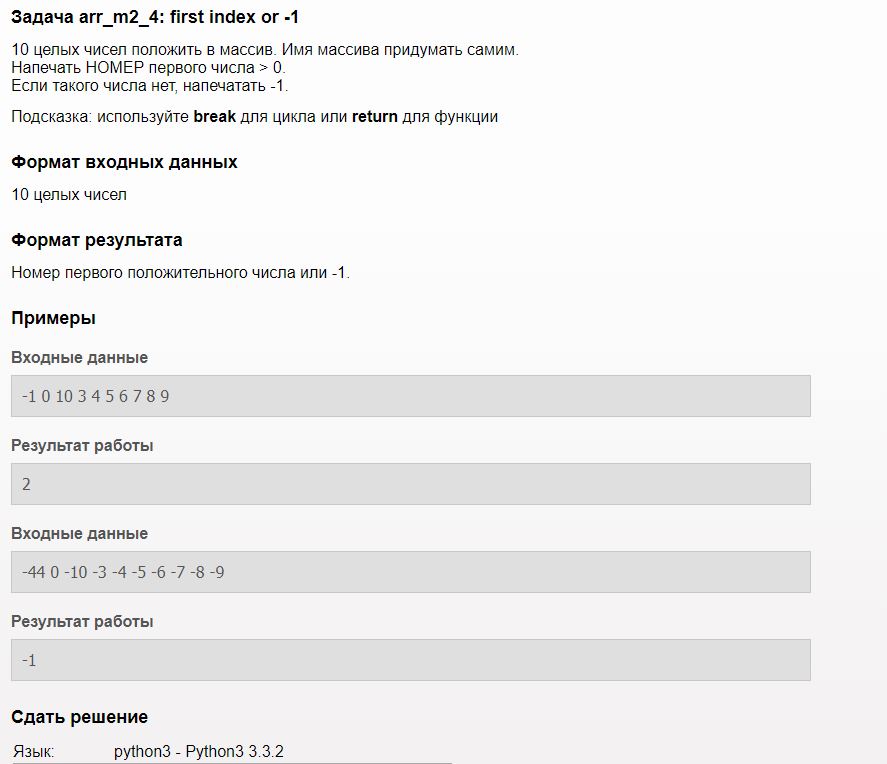 Задача arr_m2_4: first index or -1
10 целых чисел положить в массив. Имя массива придумать самим.
Напечать НОМЕР первого числа > 0.
Если такого числа нет, напечатать -1.
Подсказка: используйте break для цикла или return для функции
Формат входных данных
10 целых чисел
Формат результата
Номер первого положительного числа или -1.
Примеры
Входные данные
-1 0 10 3 4 5 6 7 8 9
Результат работы
2
Входные данные
-44 0 -10 -3 -4 -5 -6 -7 -8 -9
Результат работы
-1
Сдать решение
Язык: python3 - Python3 3.3.2